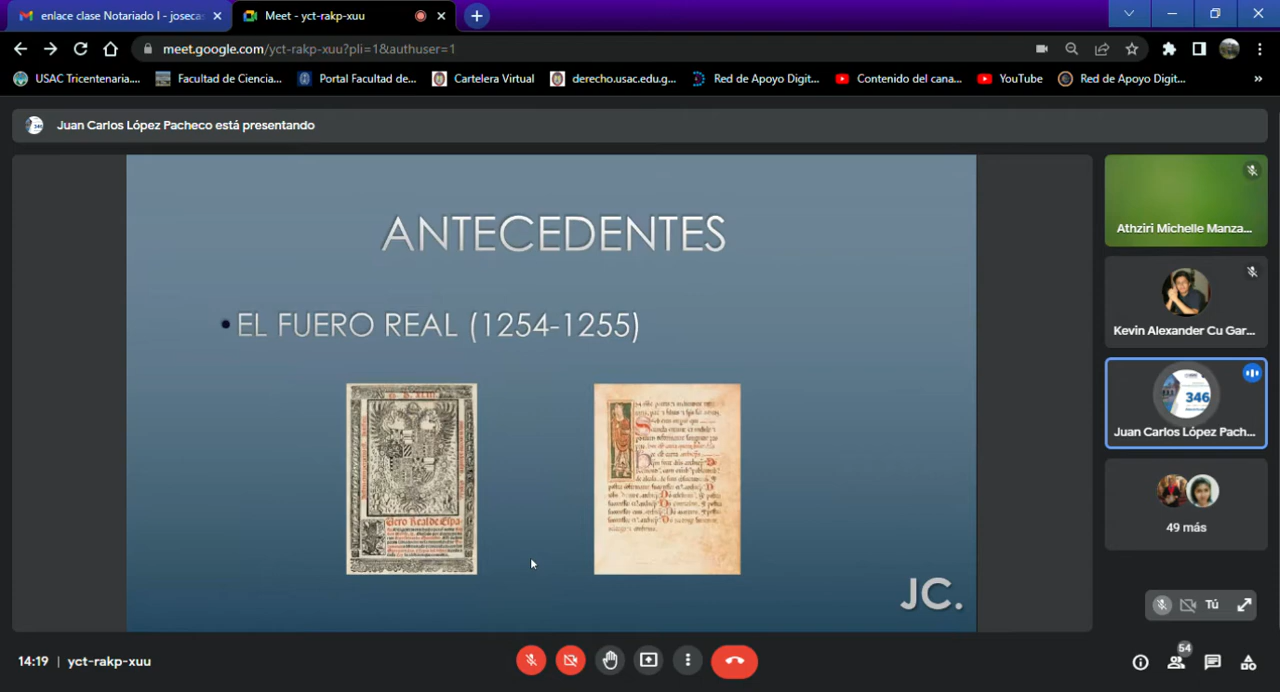 enlace clase Notariado I - joseca
Meet - yct-rakp-xuu
meet.google.com/yct-rakp-xuu?pli=1&authuser=1
USAC Tricentenaria....
Facultad de Ciencia...
Portal Facultad de...
Cartelera Virtual
derecho.usac.edu.g...
Red de Apoyo Digit...
Contenido del cana...
YouTube
Red de Apoyo Digit...
Juan Carlos López Pacheco está presentando
ANTECEDENTES
• EL FUERO REAL (1254-1255)
JC.
Athziri Michelle Manza...
Kevin Alexander Cu Gar...
346
Juan Carlos López Pach...
49 más
Tú
14:19 | yct-rakp-xuu
54